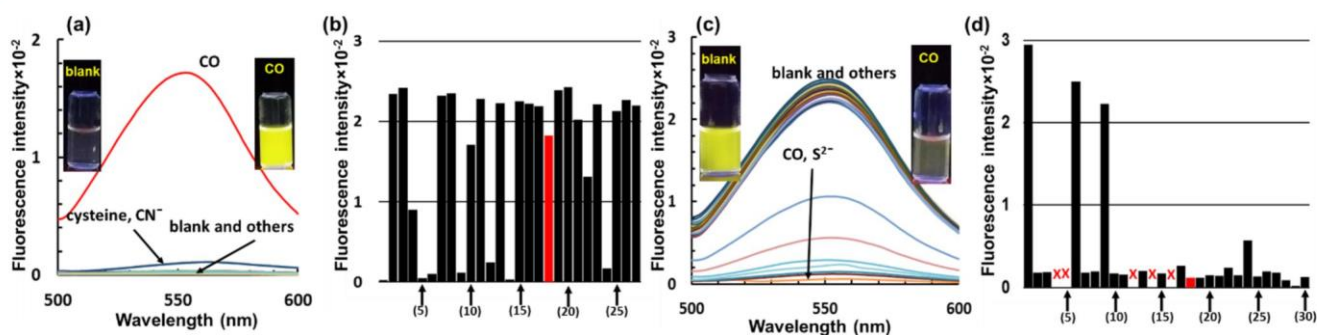 (a)
Fluorescence intensity×10⁻²
2
1
0
500
550
600
Wavelength (nm)
blank
CO
CO
cysteine, CN⁻
blank and others
(b)
Fluorescence intensity×10⁻²
3
2
1
0
(5)
(10)
(15)
(20)
(25)
(c)
Fluorescence intensity×10⁻²
3
2
1
0
500
550
600
Wavelength (nm)
blank
blank and others
CO
CO, S²⁻
(d)
Fluorescence intensity×10⁻²
3
2
1
0
XX
X
X
X
(5)
(10)
(15)
(20)
(25)
(30)